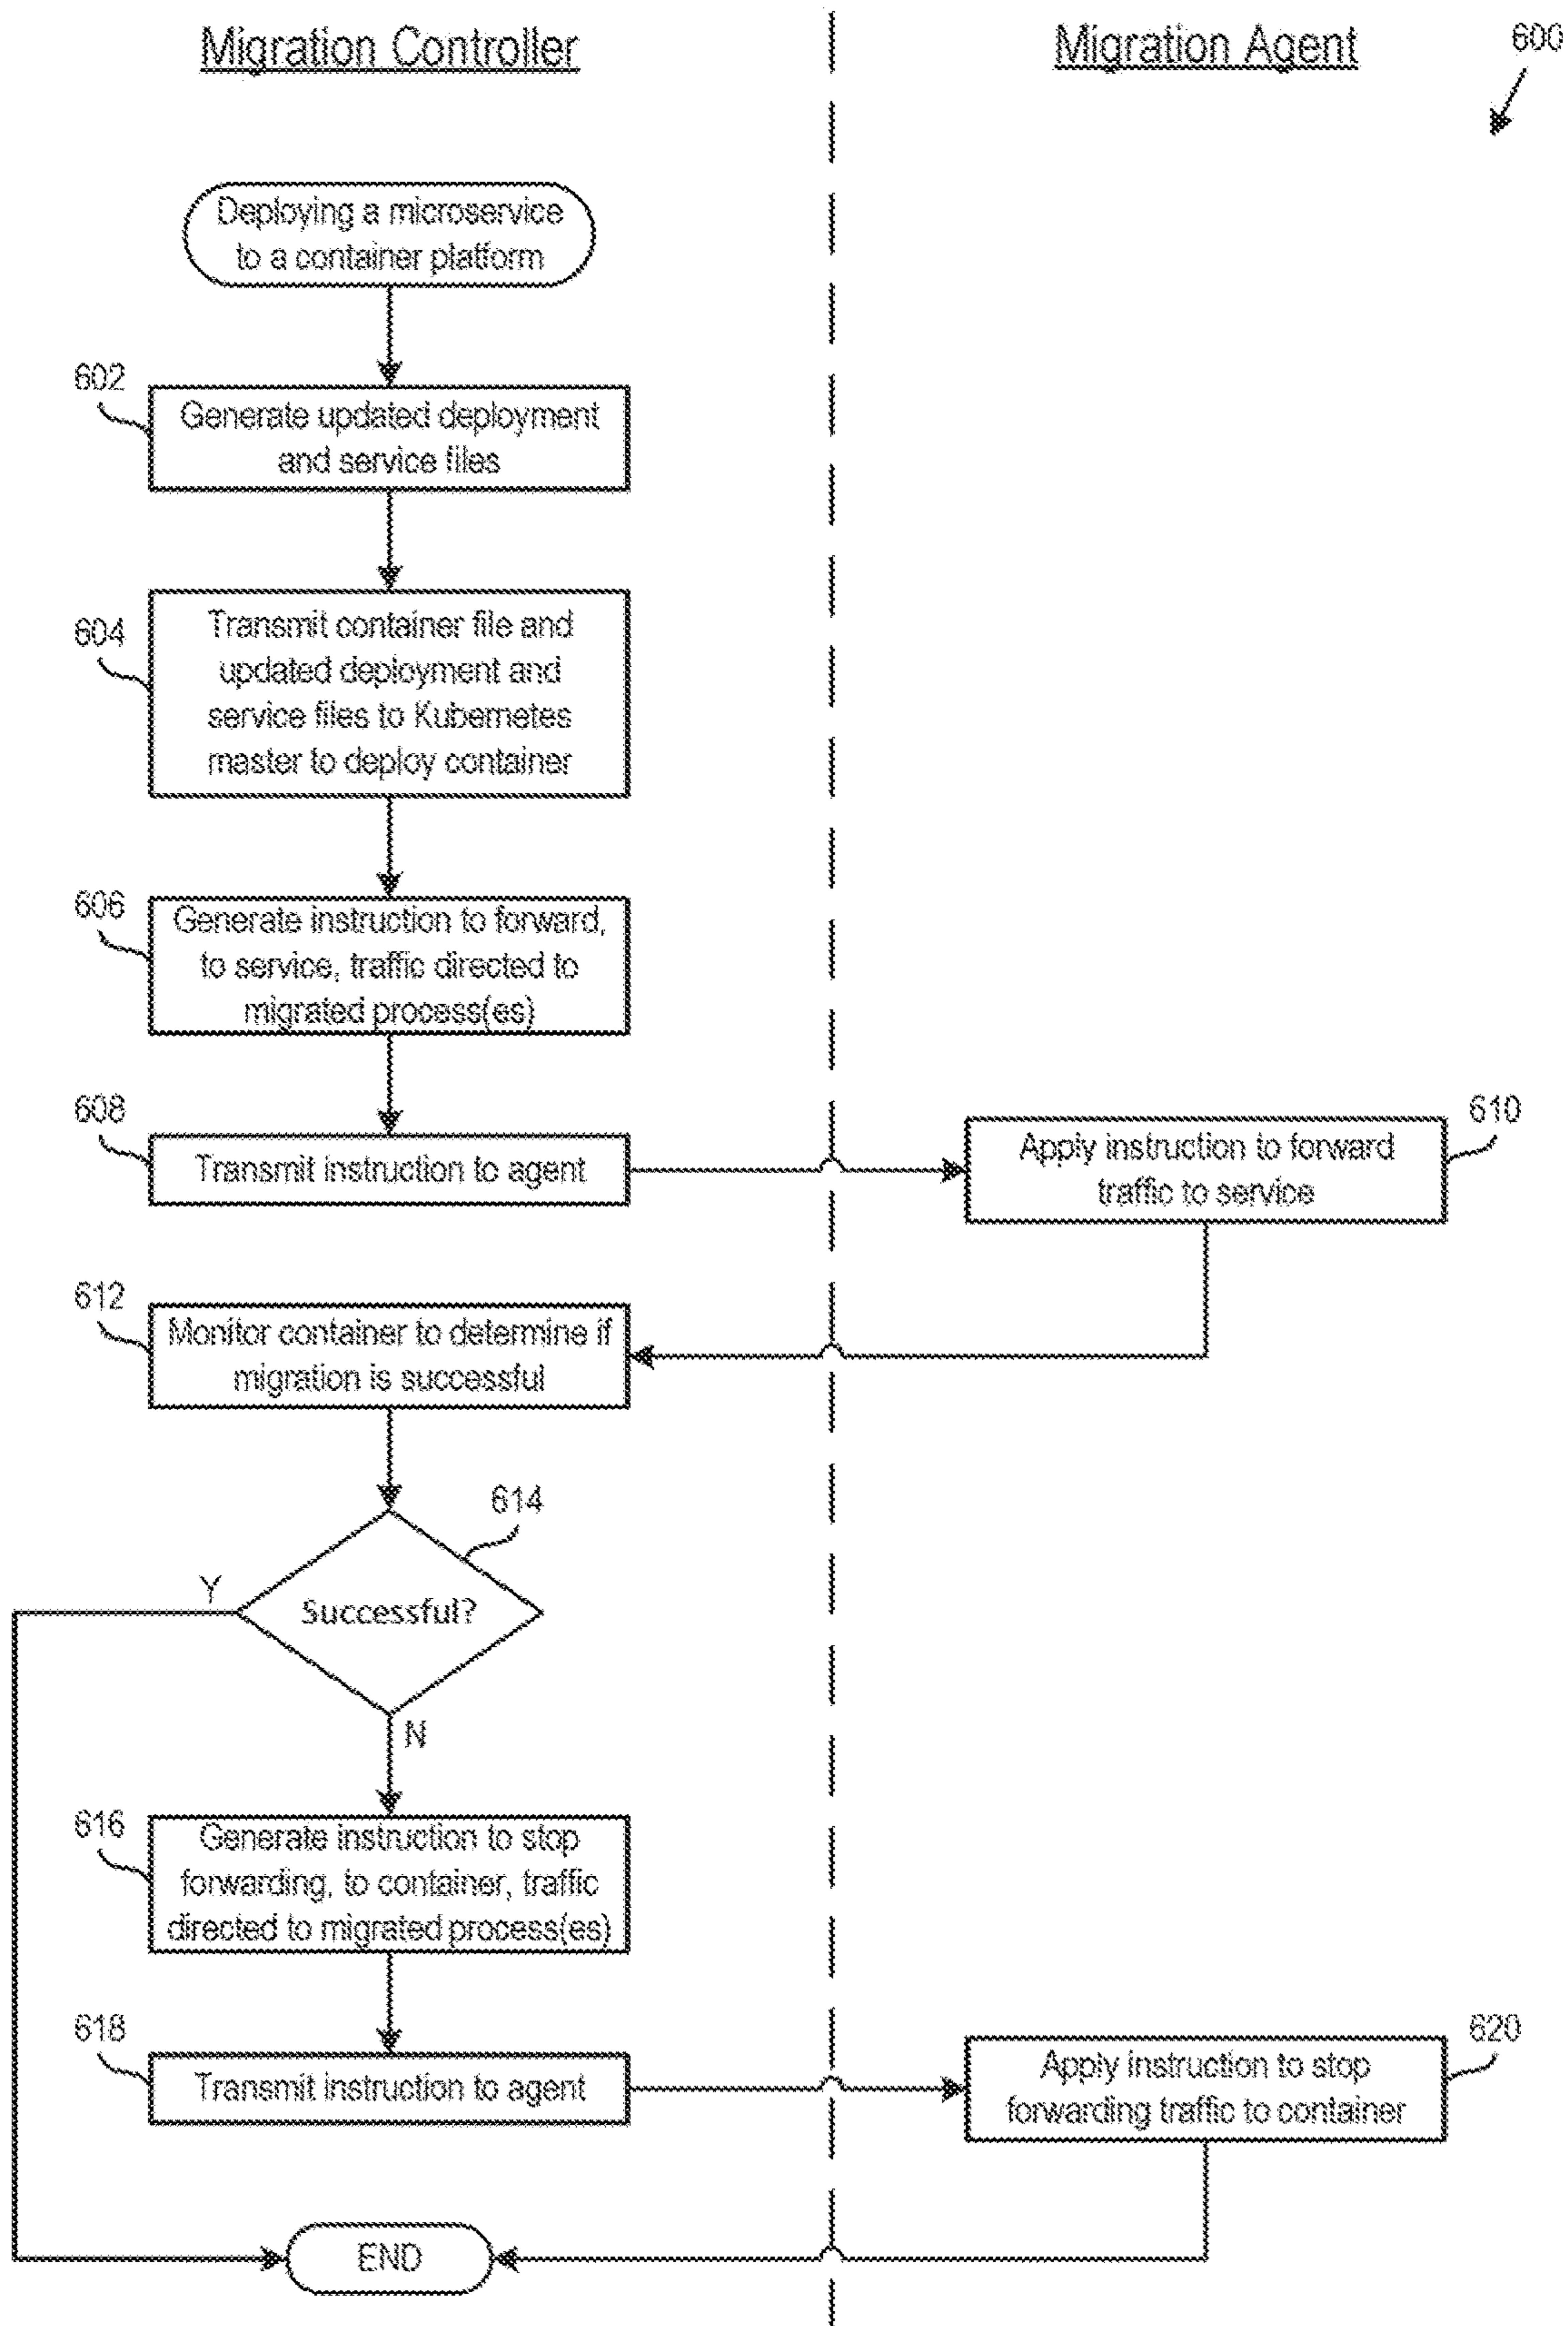 Migration Controller
Migration Agent
600
Deploying a microservice
to a container platform
602
Generate updated deployment
and service files
604
Transmit container file and
updated deployment and
service files to Kubernetes
master to deploy container
606
Generate instruction to forward,
to service, traffic directed to
migrated process(es)
608
Transmit instruction to agent
610
Apply instruction to forward
traffic to service
612
Monitor container to determine if
migration is successful
614
Successful?
Y
N
616
Generate instruction to stop
forwarding, to container, traffic
directed to migrated process(es)
618
Transmit instruction to agent
620
Apply instruction to stop
forwarding traffic to container
END